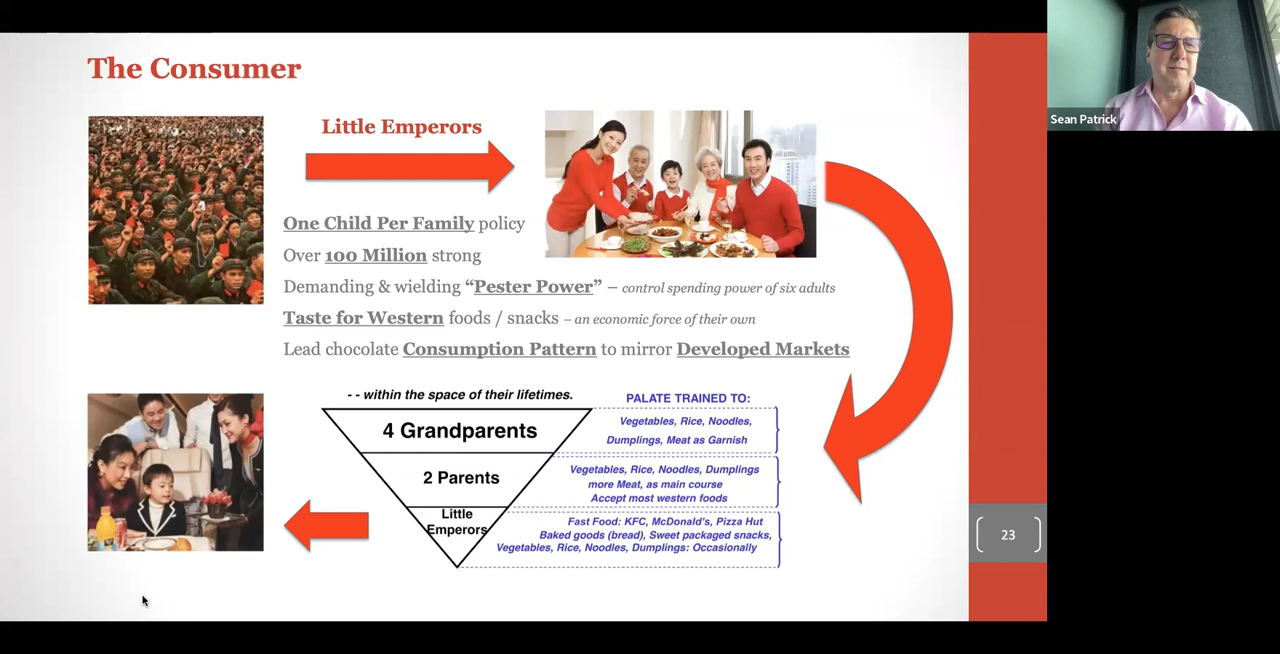 The Consumer
Little Emperors
One Child Per Family policy
Over 100 Million strong
Demanding & wielding “Pester Power” – control spending power of six adults
Taste for Western foods / snacks – an economic force of their own
Lead chocolate Consumption Pattern to mirror Developed Markets
- - within the space of their lifetimes.
PALATE TRAINED TO:
4 Grandparents
Vegetables, Rice, Noodles,
Dumplings, Meat as Garnish
2 Parents
Vegetables, Rice, Noodles, Dumplings
more Meat, as main course
Accept most western foods
Little
Emperors
Fast Food: KFC, McDonald's, Pizza Hut
Baked goods (bread), Sweet packaged snacks,
Vegetables, Rice, Noodles, Dumplings: Occasionally
23
Sean Patrick